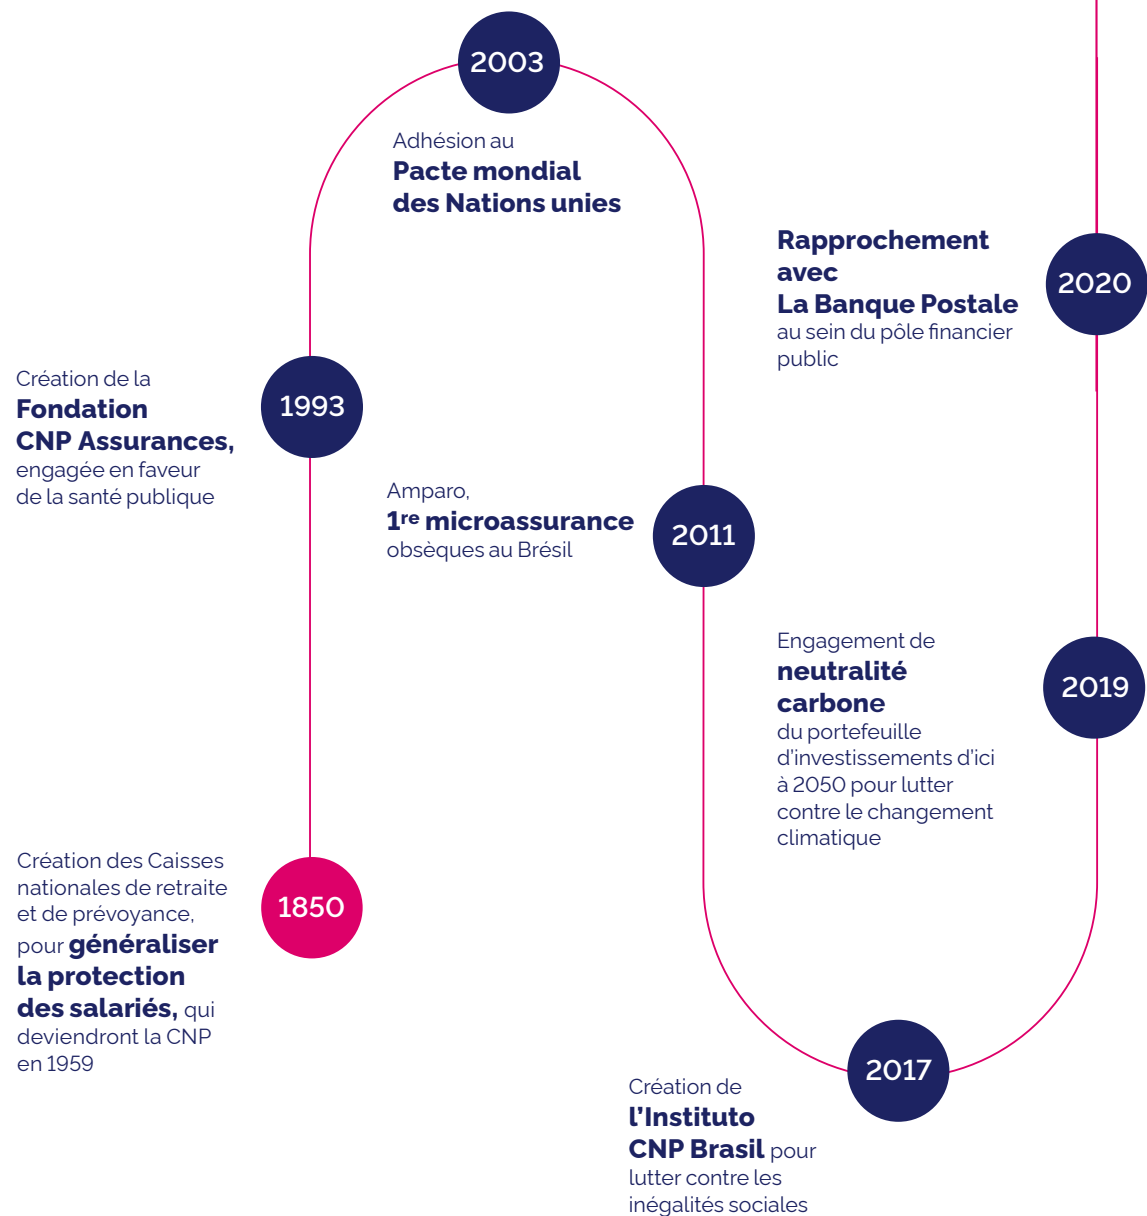 2003
Adhésion au
Pacte mondial
des Nations unies
Rapprochement
avec
La Banque Postale
au sein du pôle financier
public
2020
Création de la
Fondation
CNP Assurances,
engagée en faveur
de la santé publique
1993
Amparo,
1re microassurance
obsèques au Brésil
2011
Engagement de
neutralité
carbone
du portefeuille
d’investissements d’ici
à 2050 pour lutter
contre le changement
climatique
2019
Création des Caisses
nationales de retraite
et de prévoyance,
pour généraliser
la protection
des salariés, qui
deviendront la CNP
en 1959
1850
2017
Création de
l’Instituto
CNP Brasil pour
lutter contre les
inégalités sociales